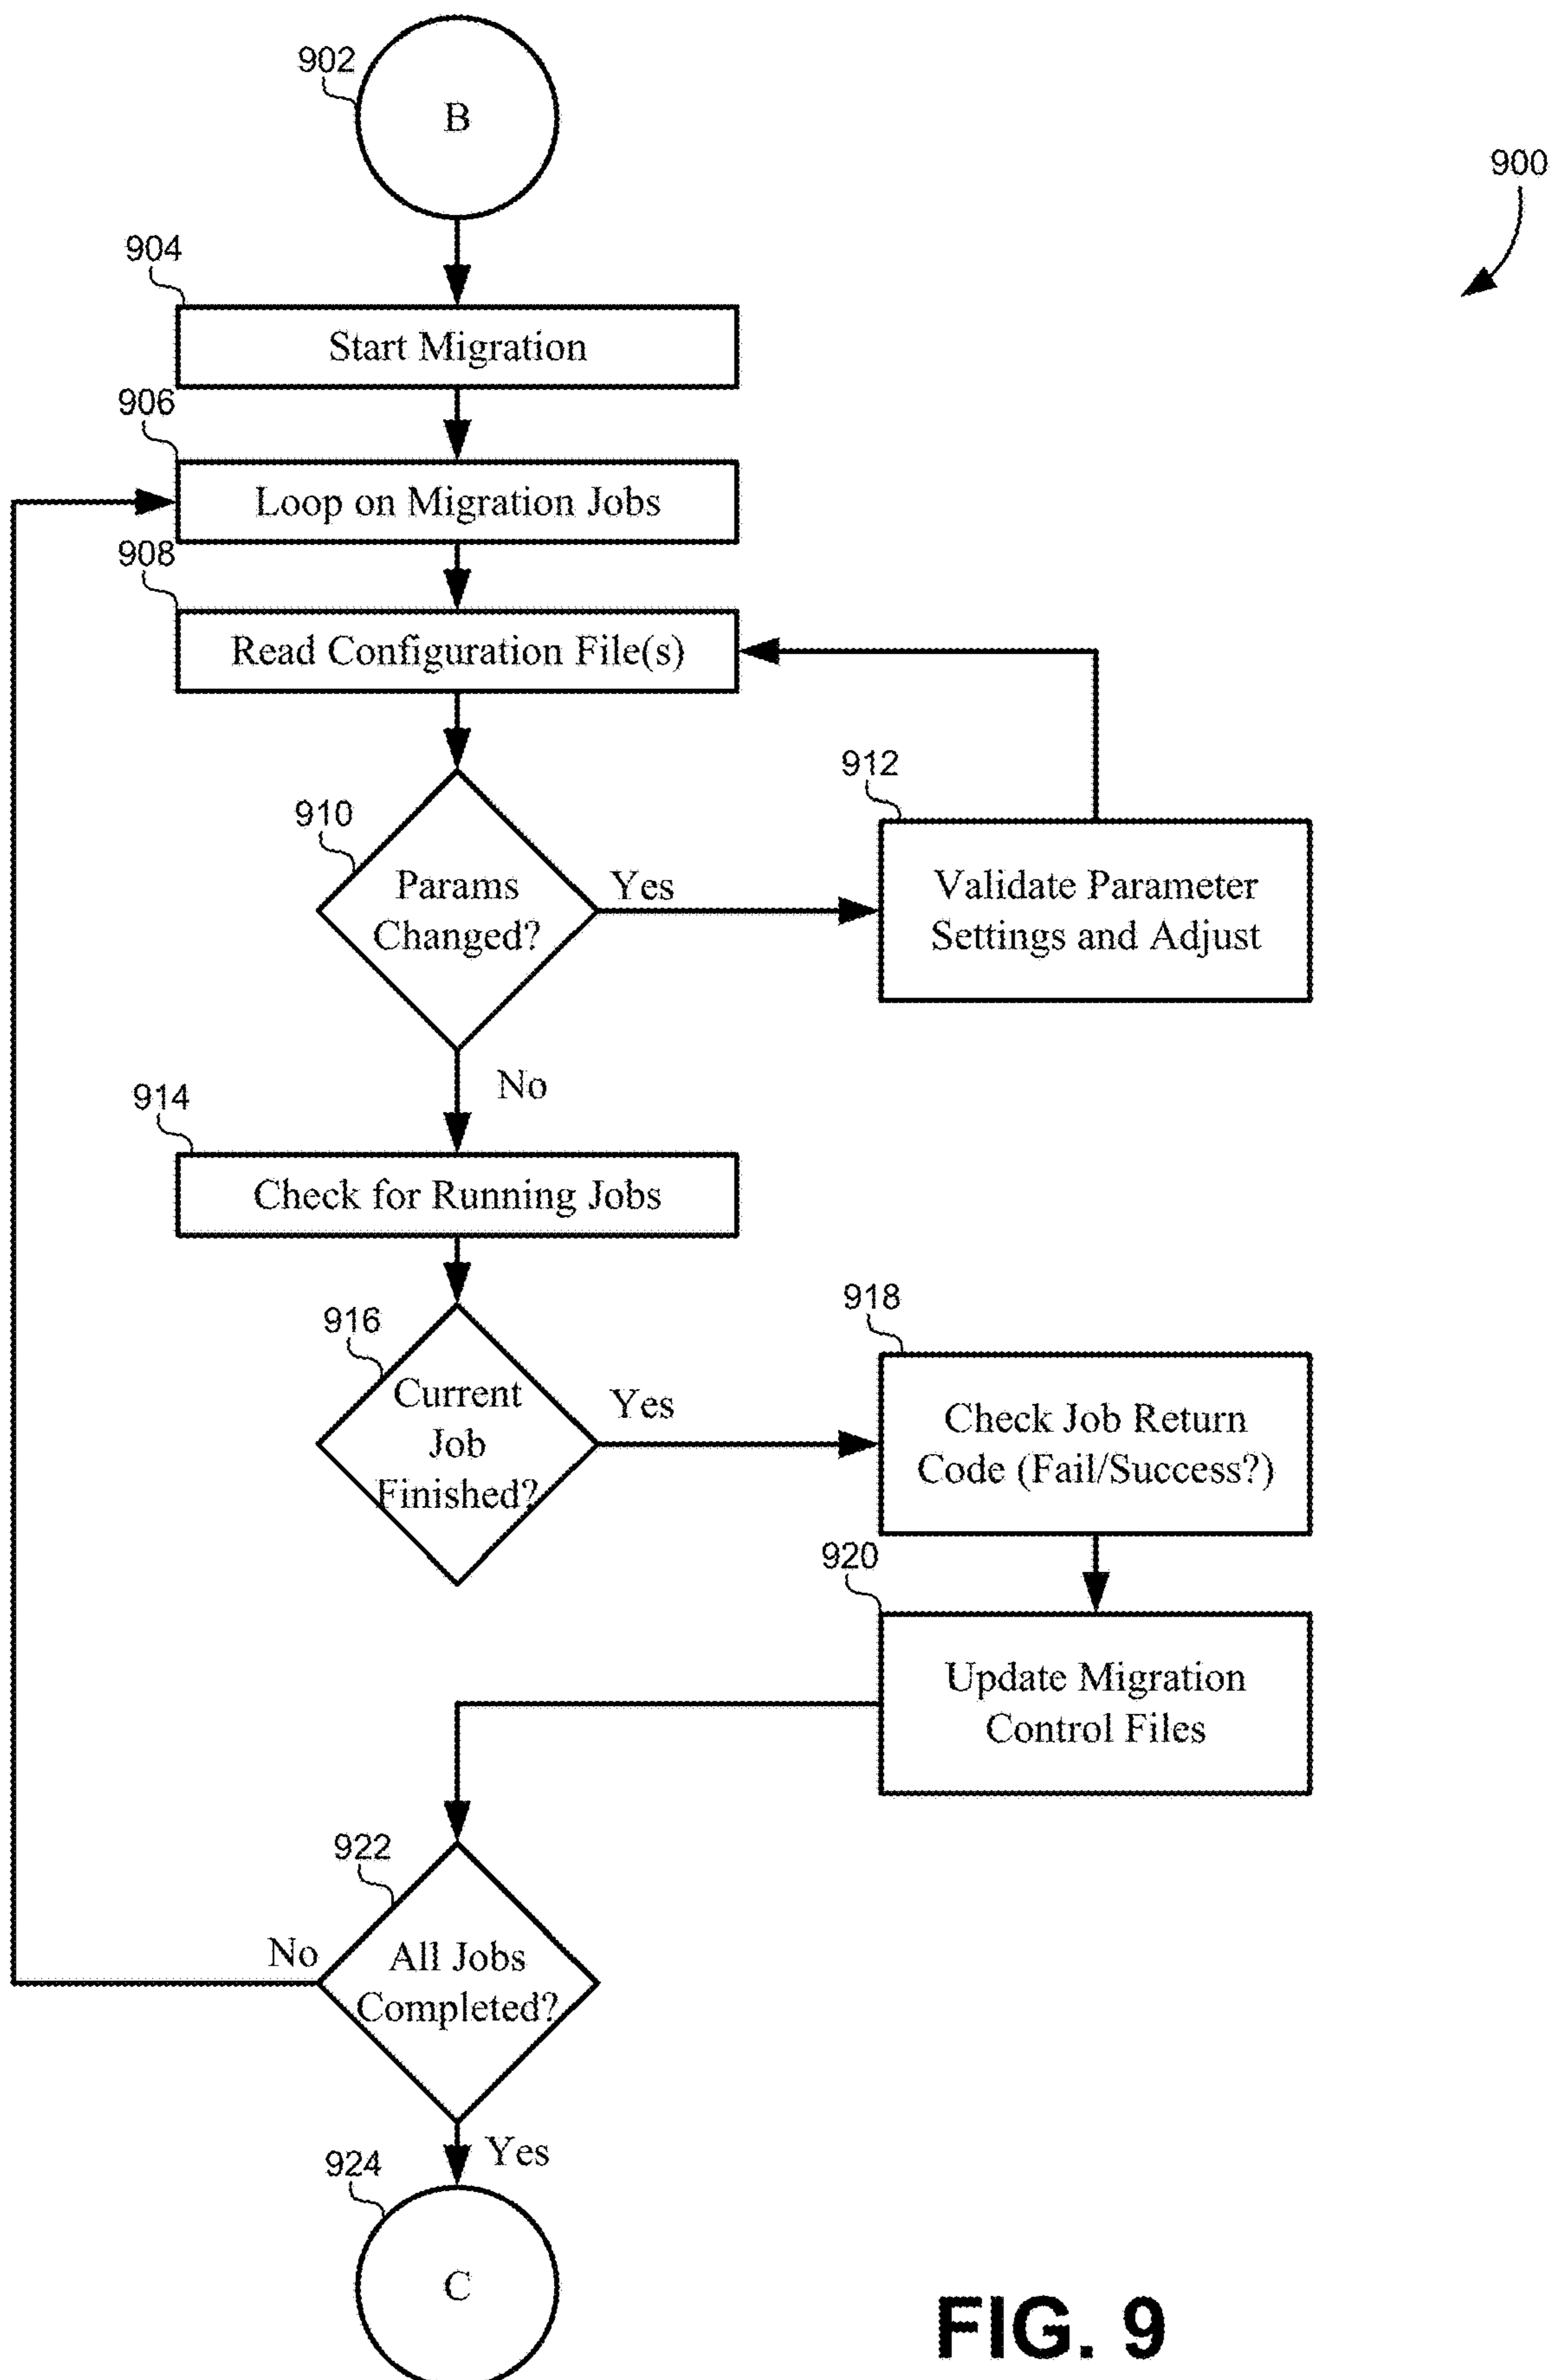 902
B
900
904
Start Migration
906
Loop on Migration Jobs
908
Read Configuration File(s)
910
Params
Changed?
Yes
912
Validate Parameter
Settings and Adjust
No
914
Check for Running Jobs
916
Current
Job
Finished?
Yes
918
Check Job Return
Code (Fail/Success?)
920
Update Migration
Control Files
922
No
All Jobs
Completed?
Yes
924
C
FIG. 9